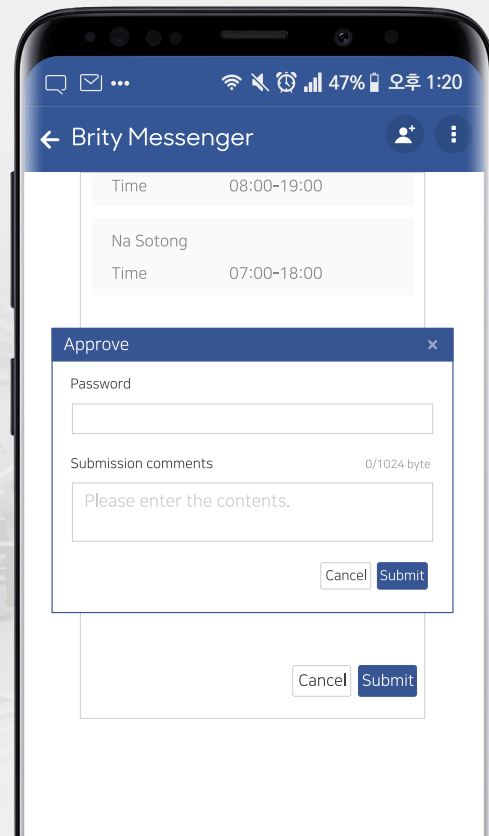 47% 오후 1:20
Brity Messenger
Time 08:00-19:00
Na Sotong
Time 07:00-18:00
Approve ×
Password
Submission comments 0/1024 byte
Please enter the contents.
Cancel Submit
Cancel Submit